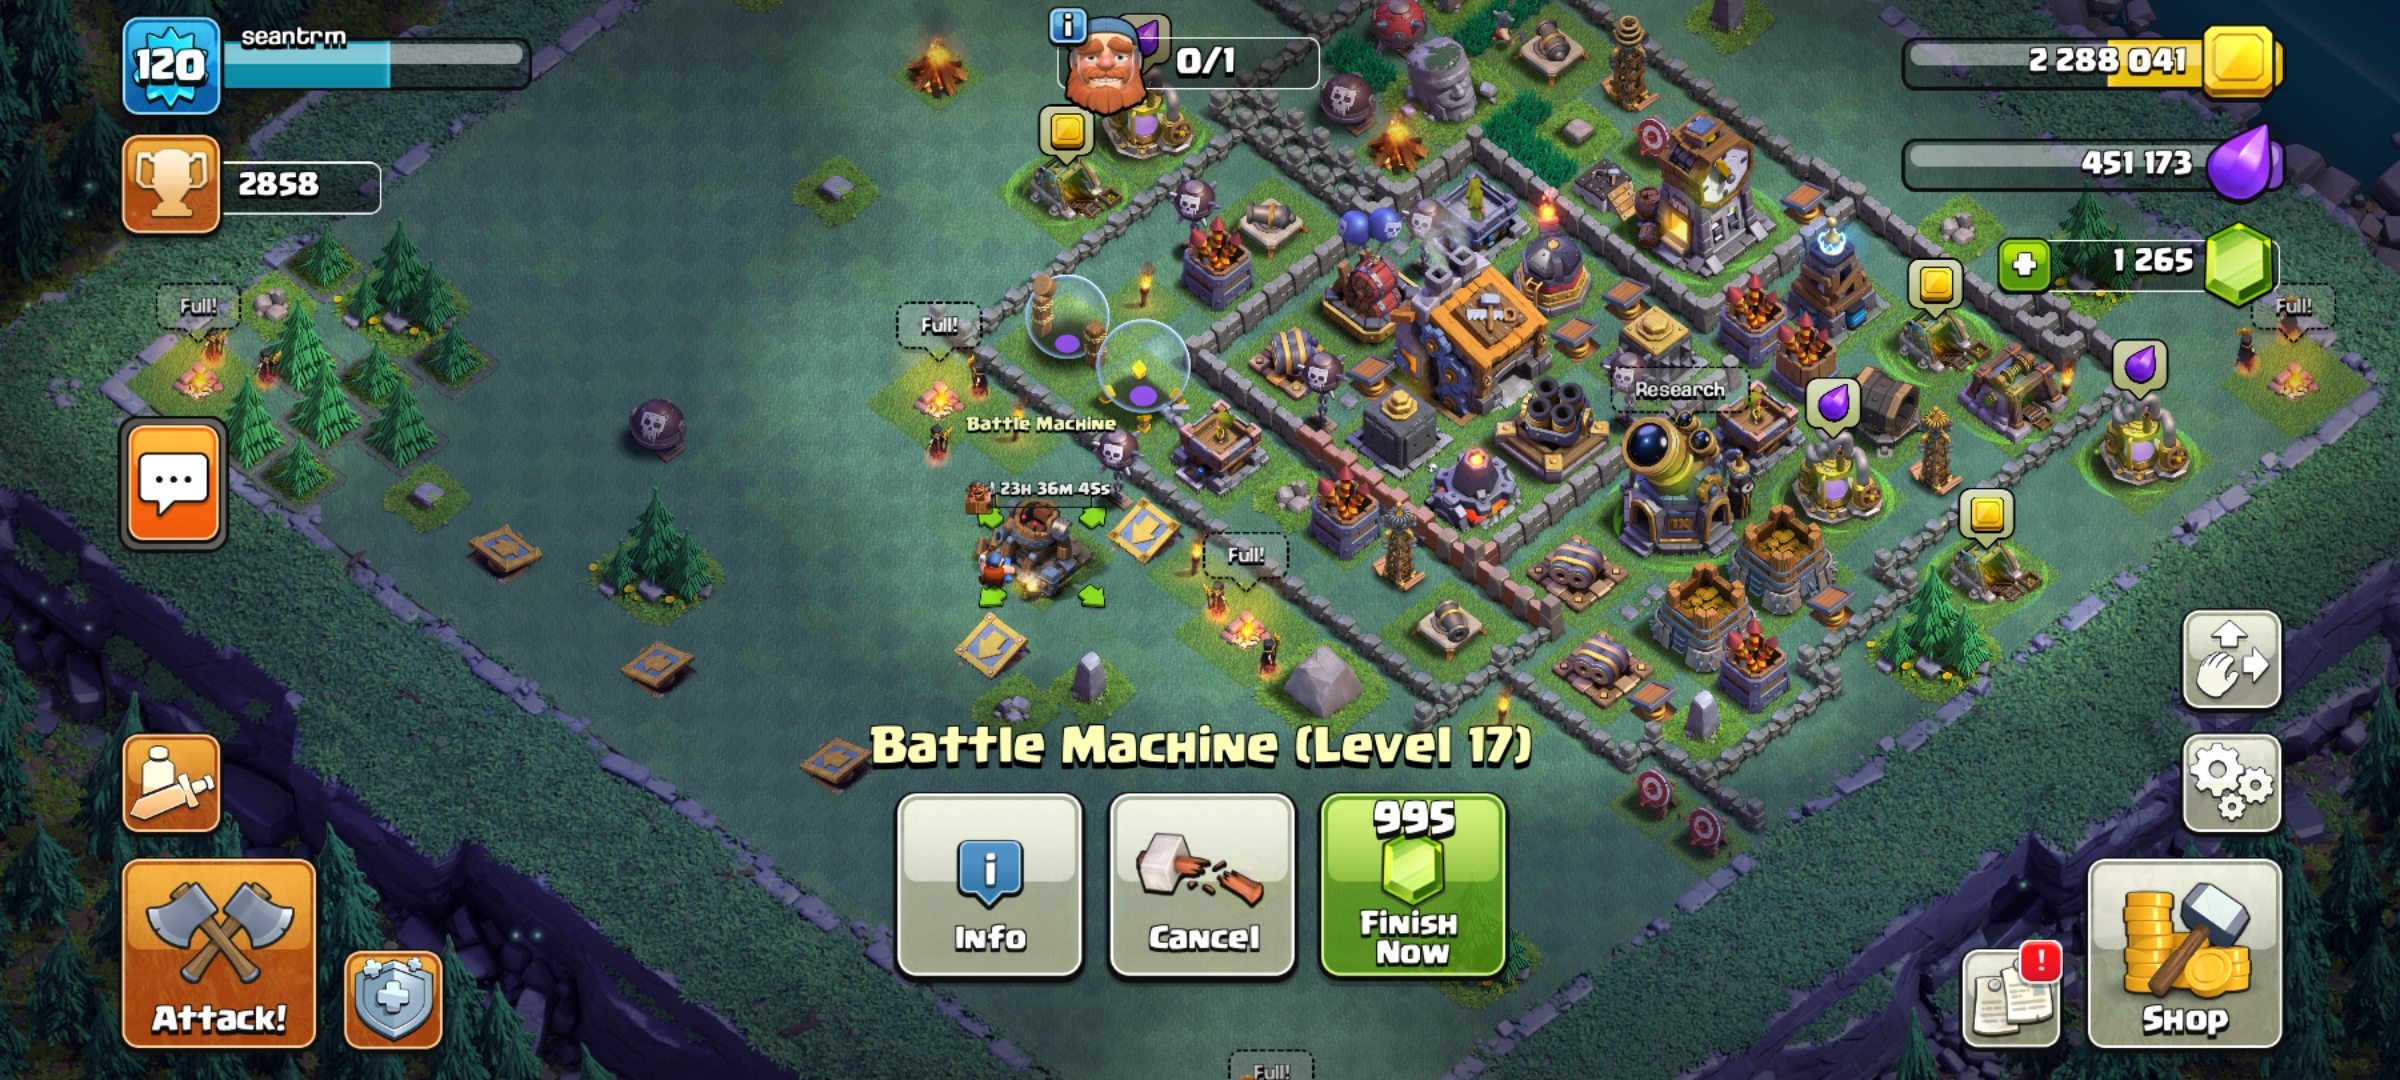 120
seantrm
0/1
2 288 041
2858
451 173
1 265
Full!
Full!
Full!
Research
Battle Machine
23H 36M 45s
Full!
Battle Machine (Level 17)
Info
Cancel
995
Finish
Now
Attack!
!
Shop
Full!